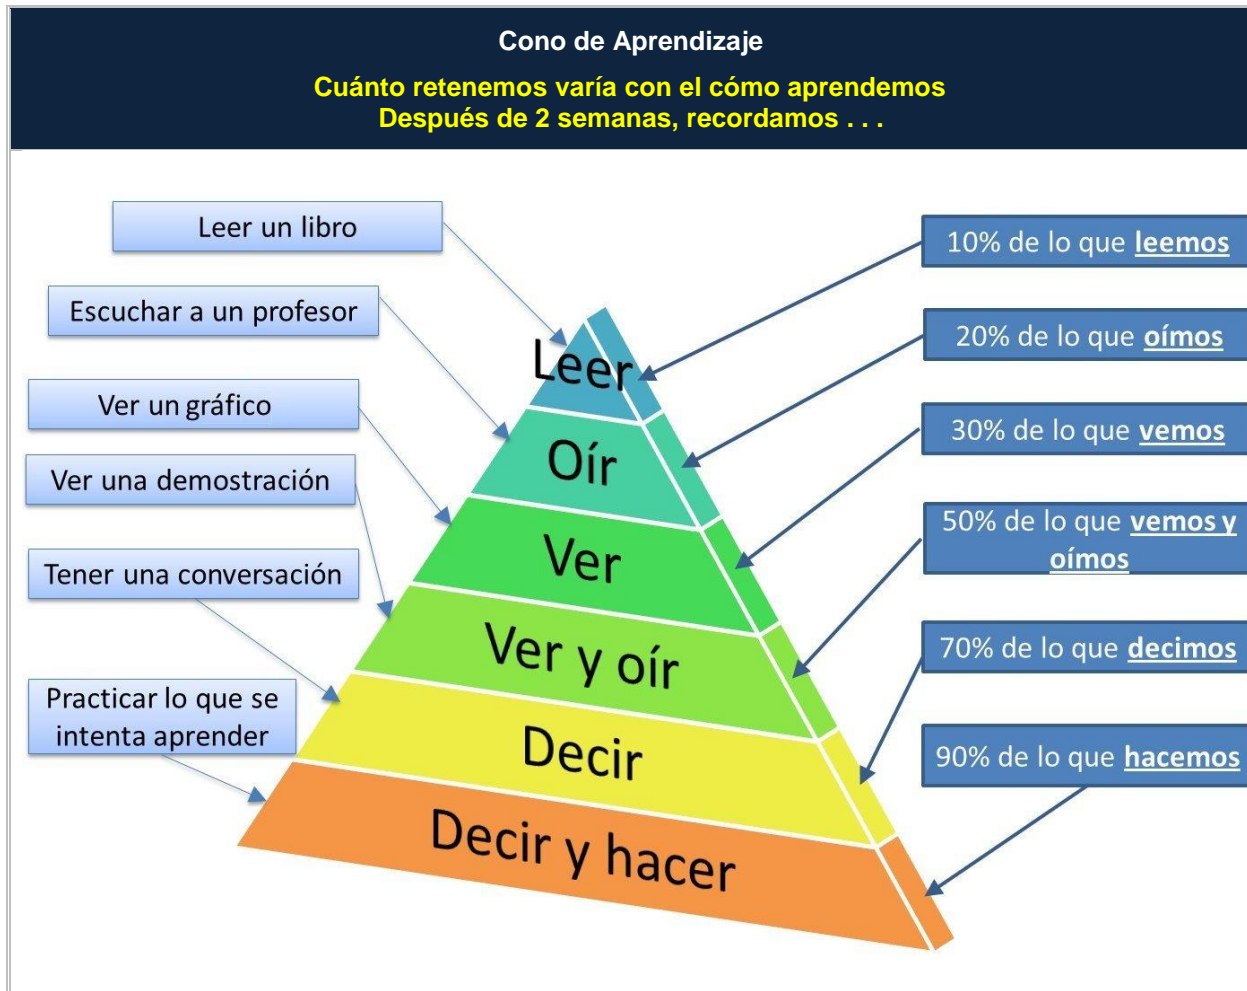 Cono de Aprendizaje
Cuánto retenemos varía con el cómo aprendemos
Después de 2 semanas, recordamos . . .
Leer un libro
Escuchar a un profesor
Ver un gráfico
Ver una demostración
Tener una conversación
Practicar lo que se
intenta aprender
Leer
Oír
Ver
Ver y oír
Decir
Decir y hacer
10% de lo que leemos
20% de lo que oímos
30% de lo que vemos
50% de lo que vemos y
oímos
70% de lo que decimos
90% de lo que hacemos